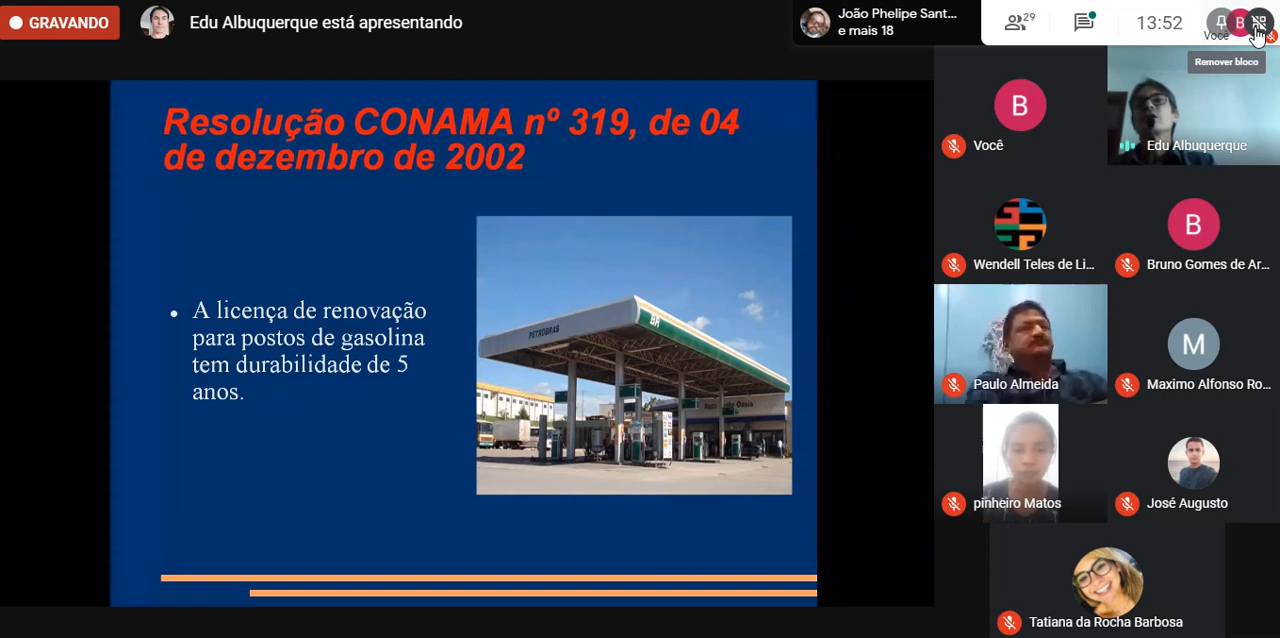 GRAVANDO
Edu Albuquerque está apresentando
João Phelipe Sant...
e mais 18
29
13:52
B
Você
Remover bloco
Resolução CONAMA nº 319, de 04
de dezembro de 2002
• A licença de renovação
para postos de gasolina
tem durabilidade de 5
anos.
PETROBRAS
BR
B
Você
Edu Albuquerque
Wendell Teles de Li...
B
Bruno Gomes de Ar...
Paulo Almeida
M
Maximo Alfonso Ro...
pinheiro Matos
José Augusto
Tatiana da Rocha Barbosa